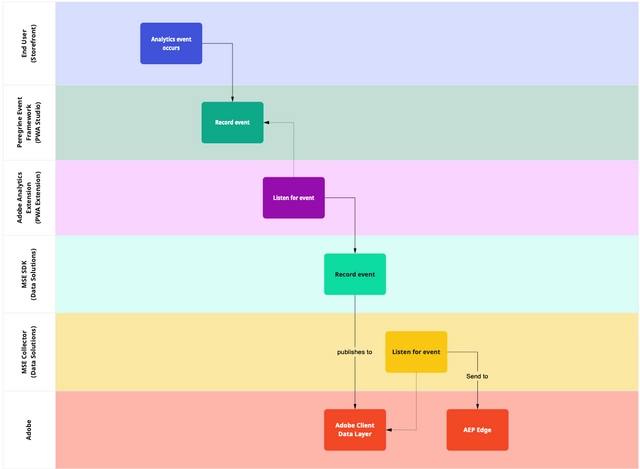 End User
(Storefront)
Analytics event
occurs
Peregrine Event
Framework
(PWA Studio)
Record event
Adobe Analytics
Extension
(PWA Extension)
Listen for event
MSE SDK
(Data Solutions)
Record event
MSE Collector
(Data Solutions)
publishes to
Listen for event
Send to
Adobe
Adobe Client
Data Layer
AEP Edge